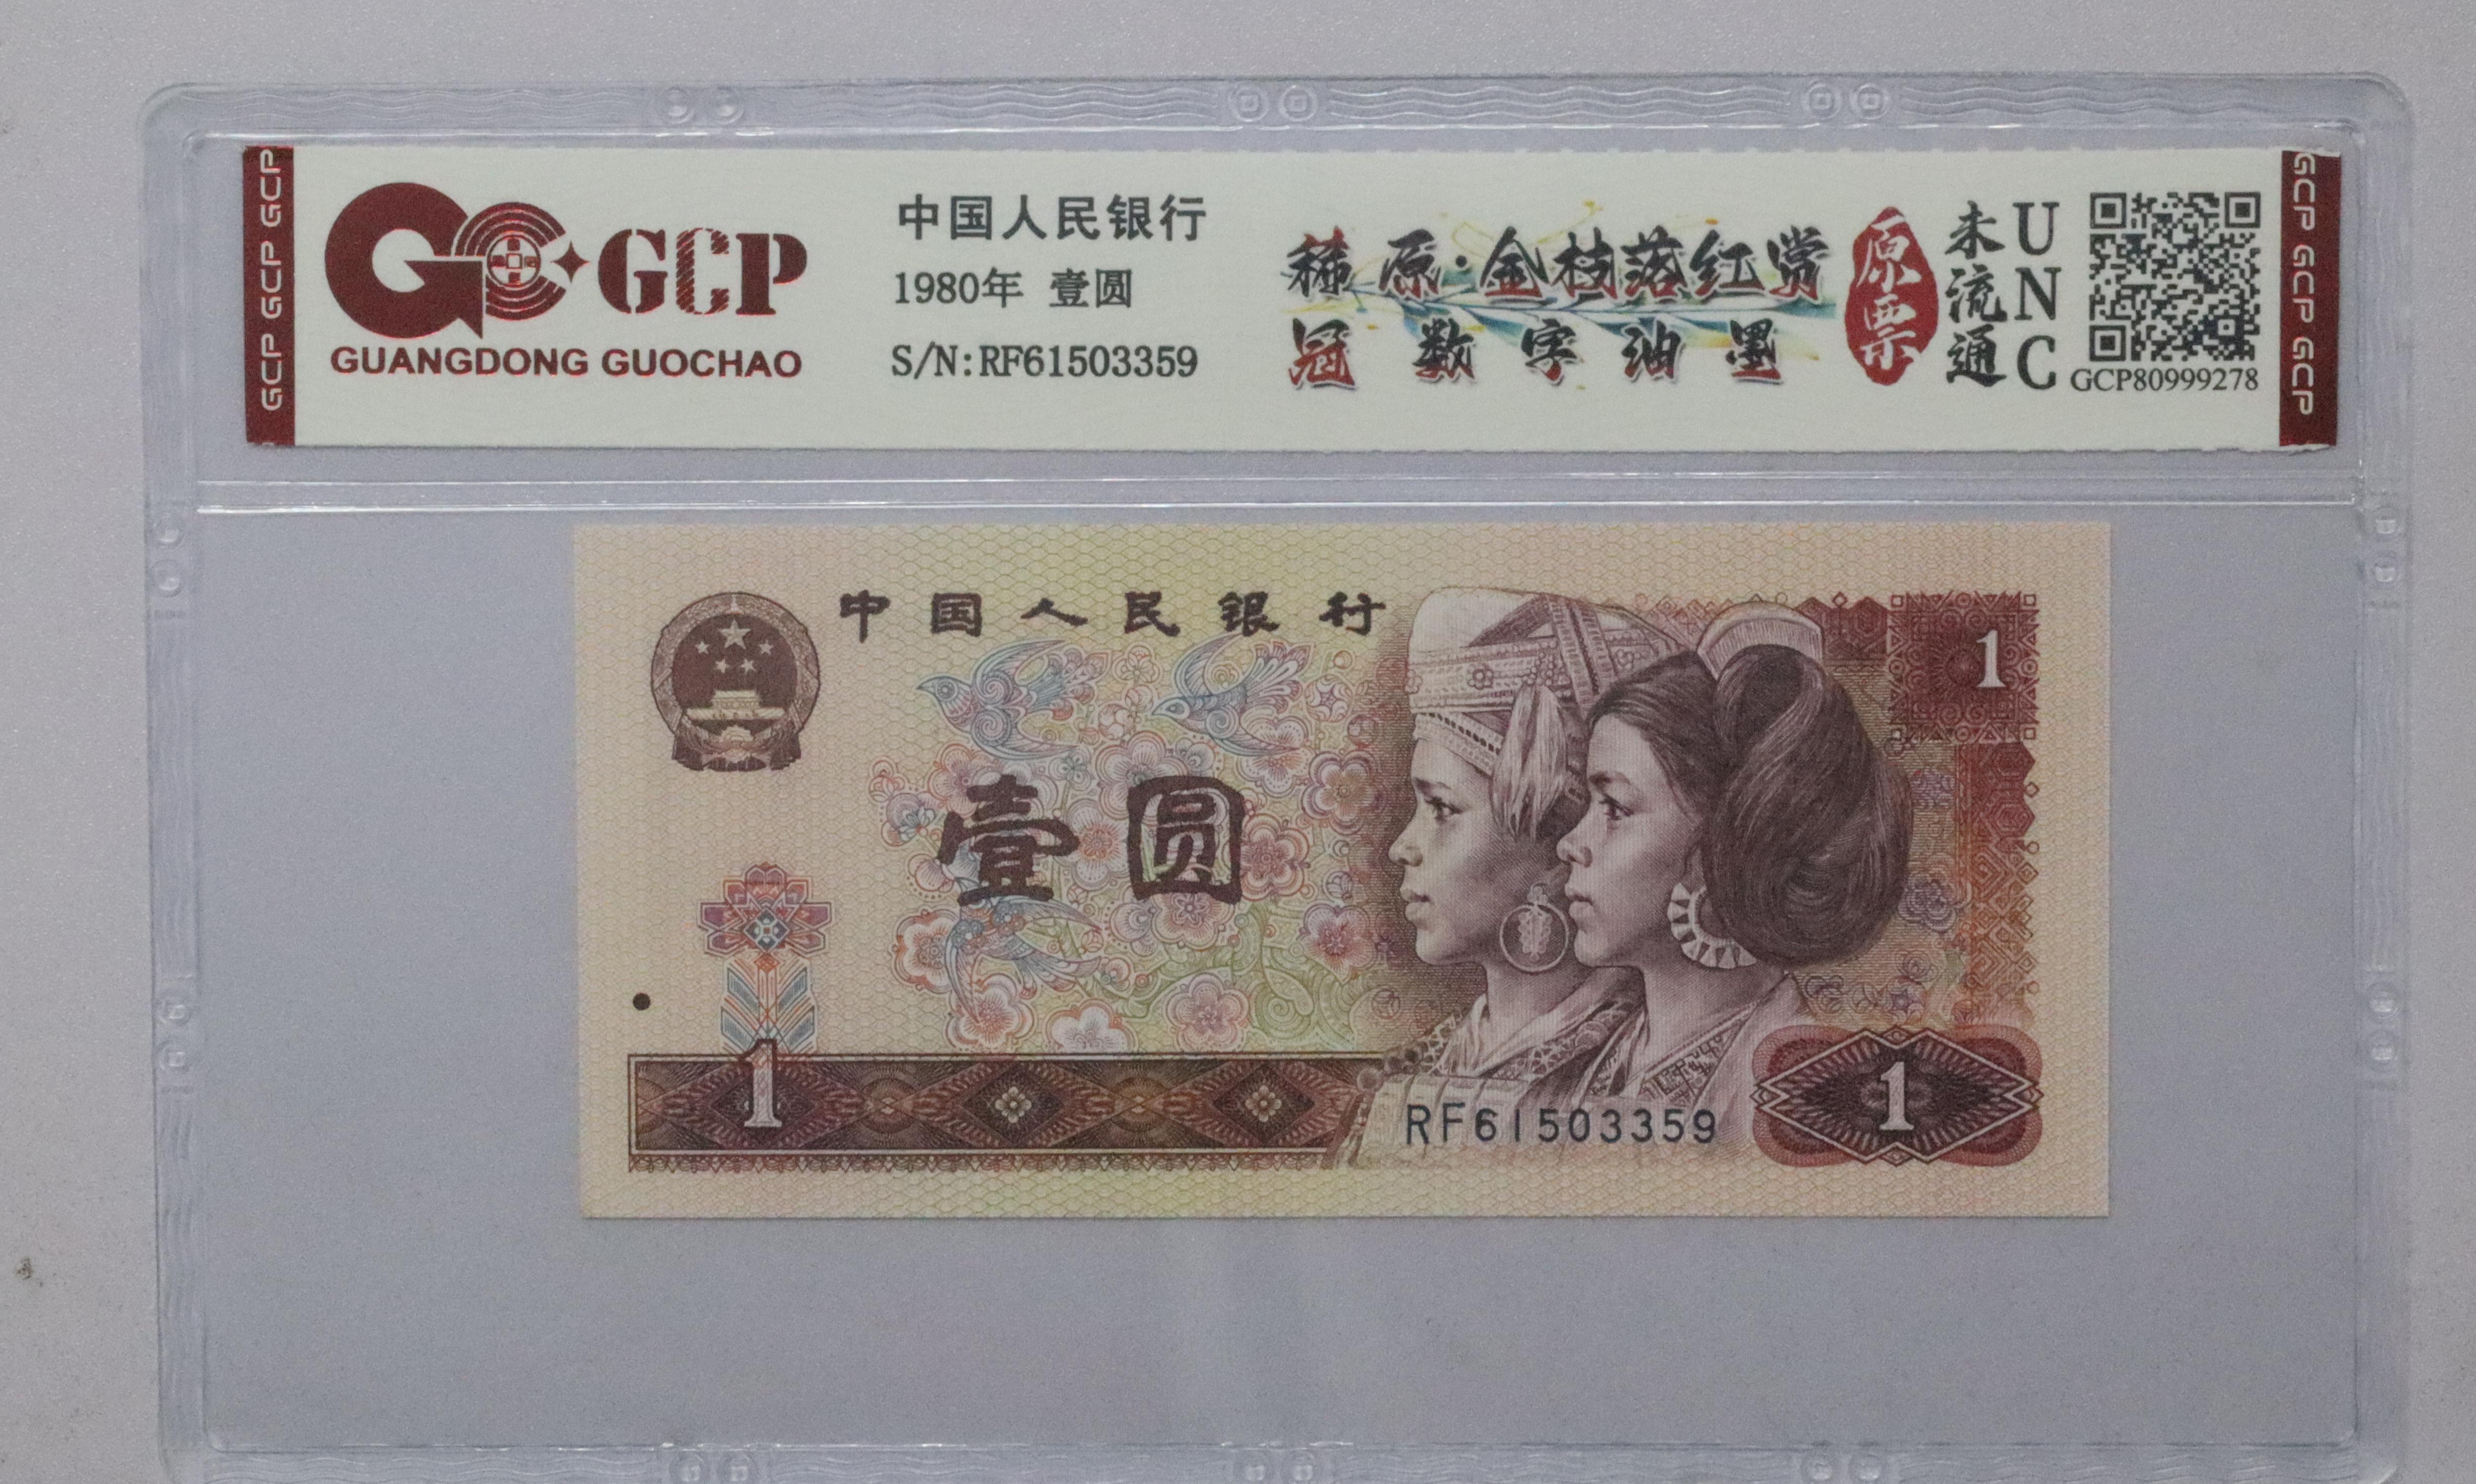 GCP GCP GCP
GCP
GUANGDONG GUOCHAO
中国人民银行
1980年 壹圆
S/N:RF61503359
稀原·金枝落红赏
冠数字油墨
原票
未流通
UNC
GCP80999278
GCP GCP GCP
中国人民银行
1
壹圆
1
RF61503359
1